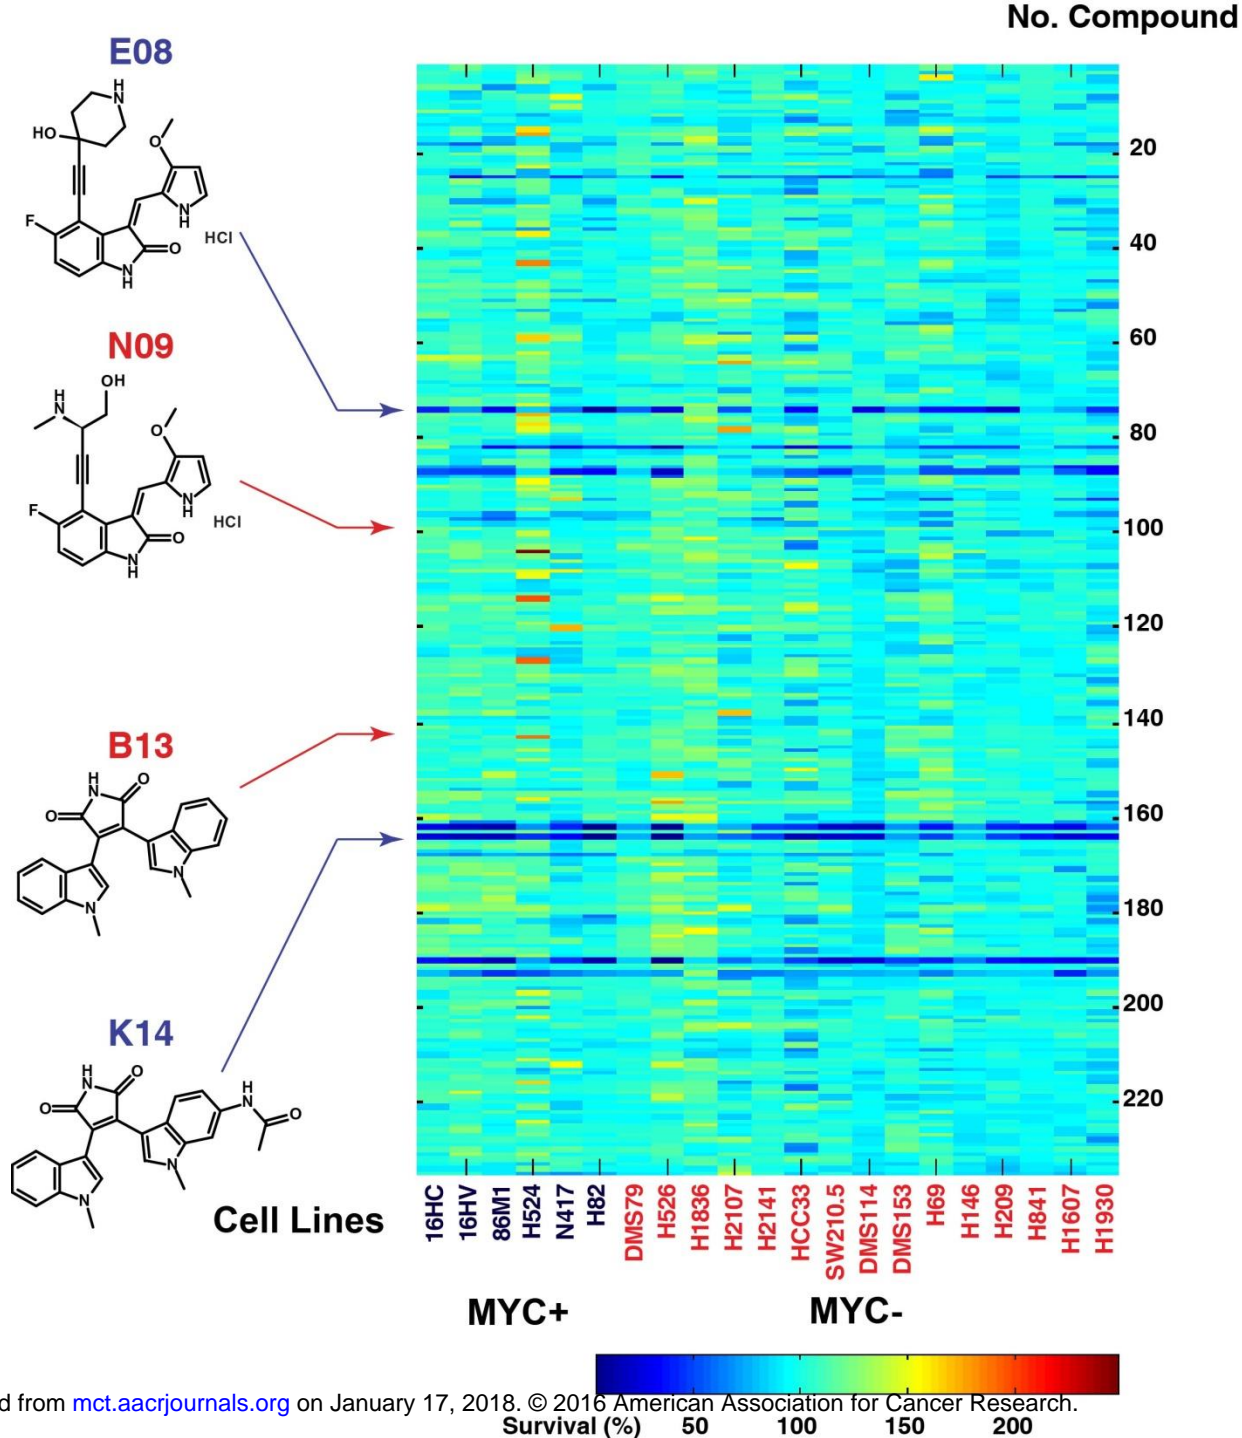 No. Compound
E08
NH
HO
O
F
N
H
O
N
H
HCl
N09
OH
H
N
O
F
N
H
O
N
H
HCl
B13
H
N
O
O
N
N
K14
H
N
O
O
H
N
O
N
N
20
40
60
80
100
120
140
160
180
200
220
Cell Lines
16HC
16HV
86M1
H524
N417
H82
DMS79
H526
H1836
H2107
H2141
HCC33
SW210.5
DMS114
DMS153
H69
H146
H209
H841
H1607
H1930
MYC+ MYC-
d from mct.aacrjournals.org on January 17, 2018. © 2016 American Association for Cancer Research.
Survival (%) 50 100 150 200